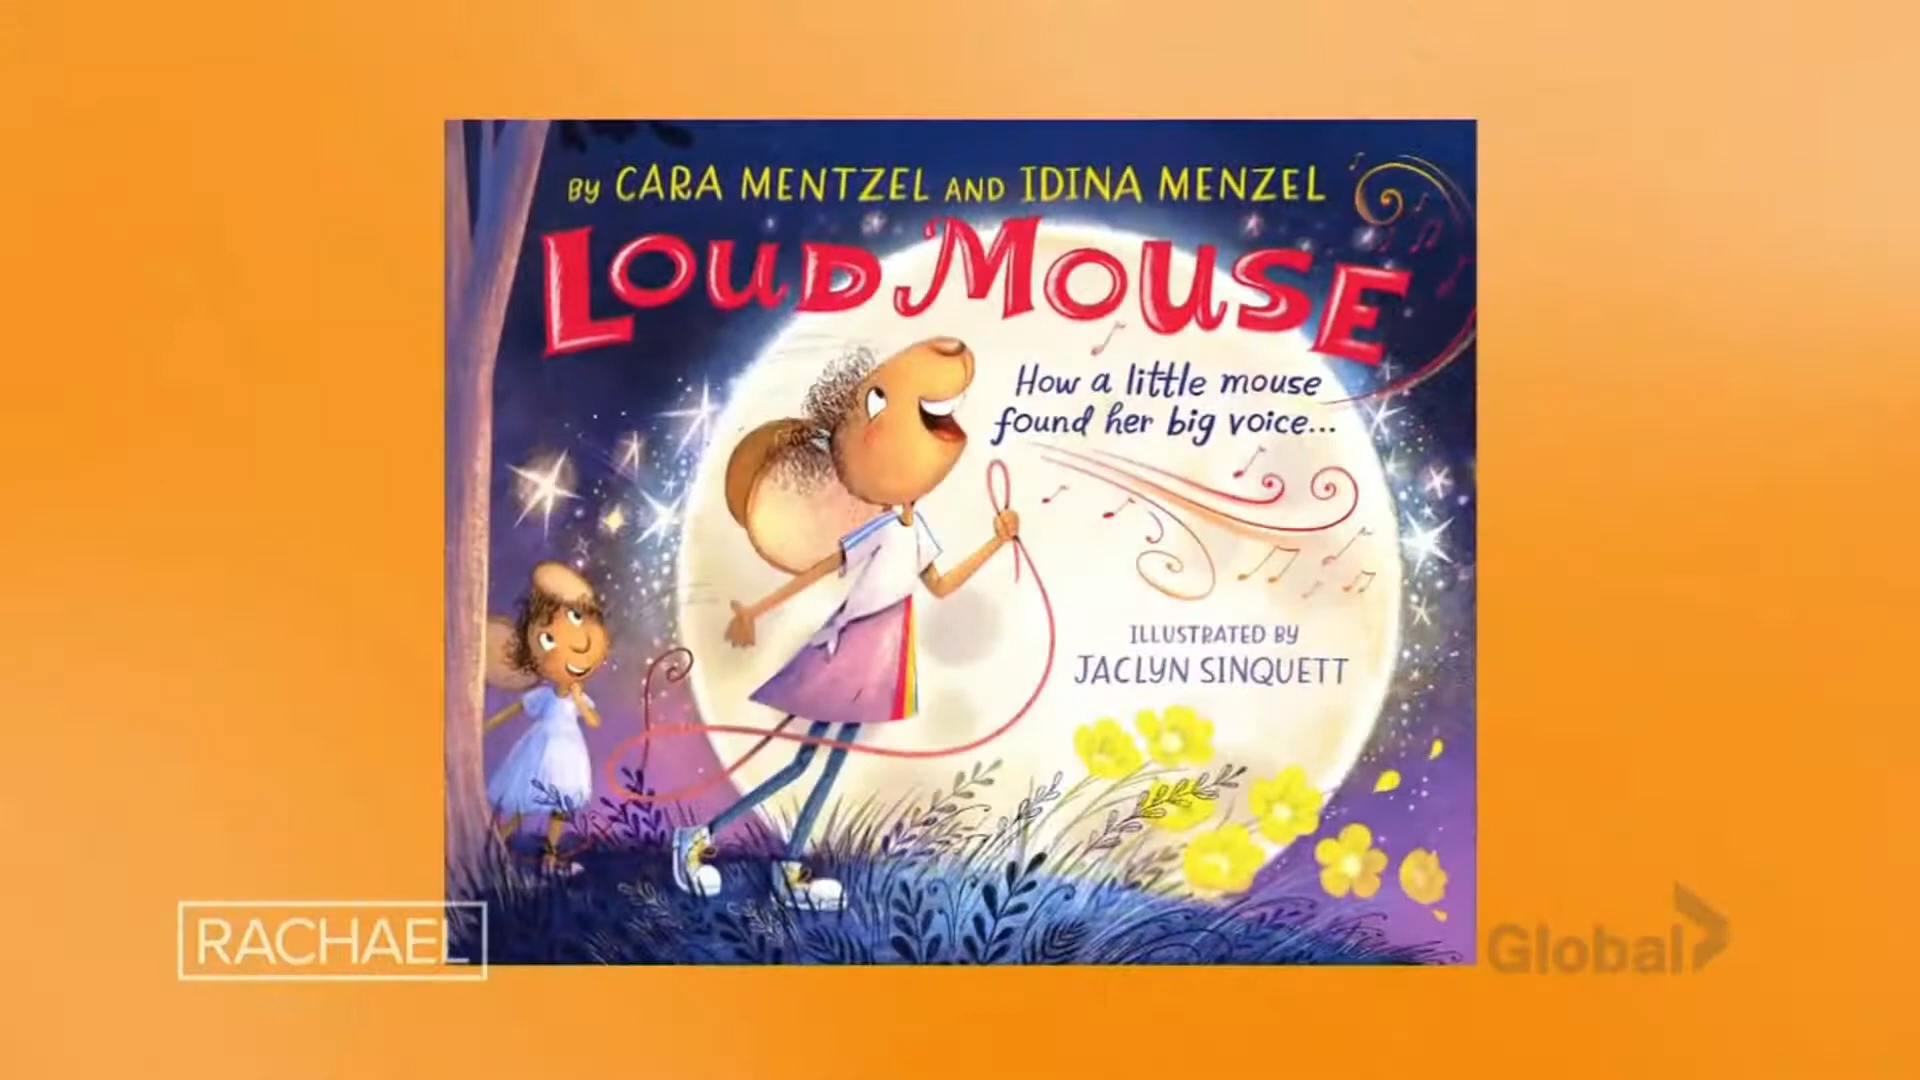 BY CARA MENTZEL AND IDINA MENZEL
LOUD MOUSE
How a little mouse
found her big voice...
ILLUSTRATED BY
JACLYN SINQUETT
RACHAEL
Global